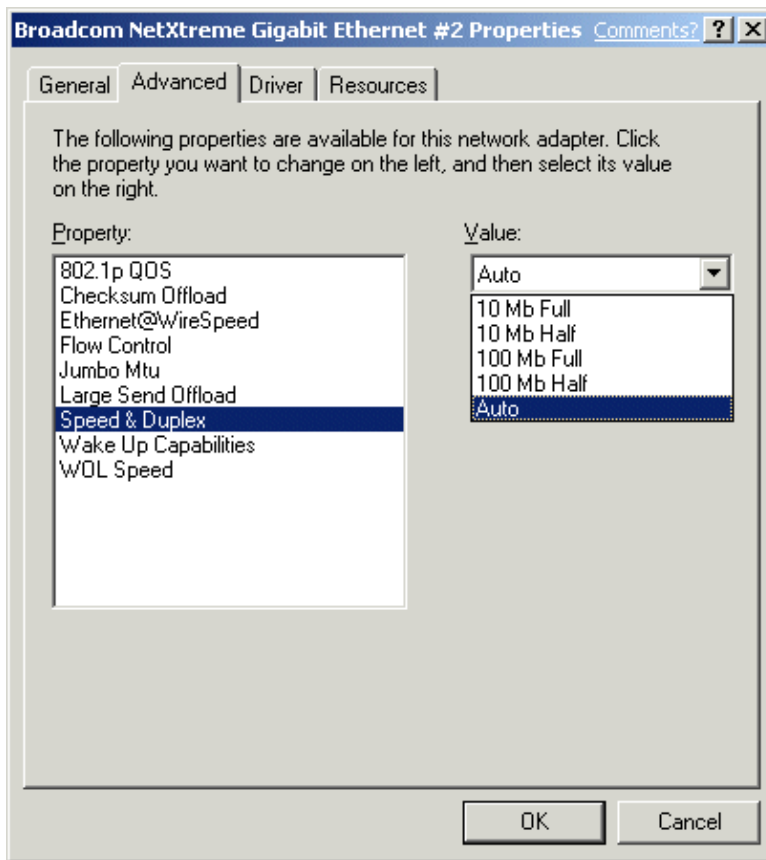 Broadcom NetXtreme Gigabit Ethernet #2 Properties Comments? ? X
General Advanced Driver Resources
The following properties are available for this network adapter. Click
the property you want to change on the left, and then select its value
on the right.
Property:
802.1p QOS
Checksum Offload
Ethernet@WireSpeed
Flow Control
Jumbo Mtu
Large Send Offload
Speed & Duplex
Wake Up Capabilities
WOL Speed
Value:
Auto
10 Mb Full
10 Mb Half
100 Mb Full
100 Mb Half
Auto
OK Cancel